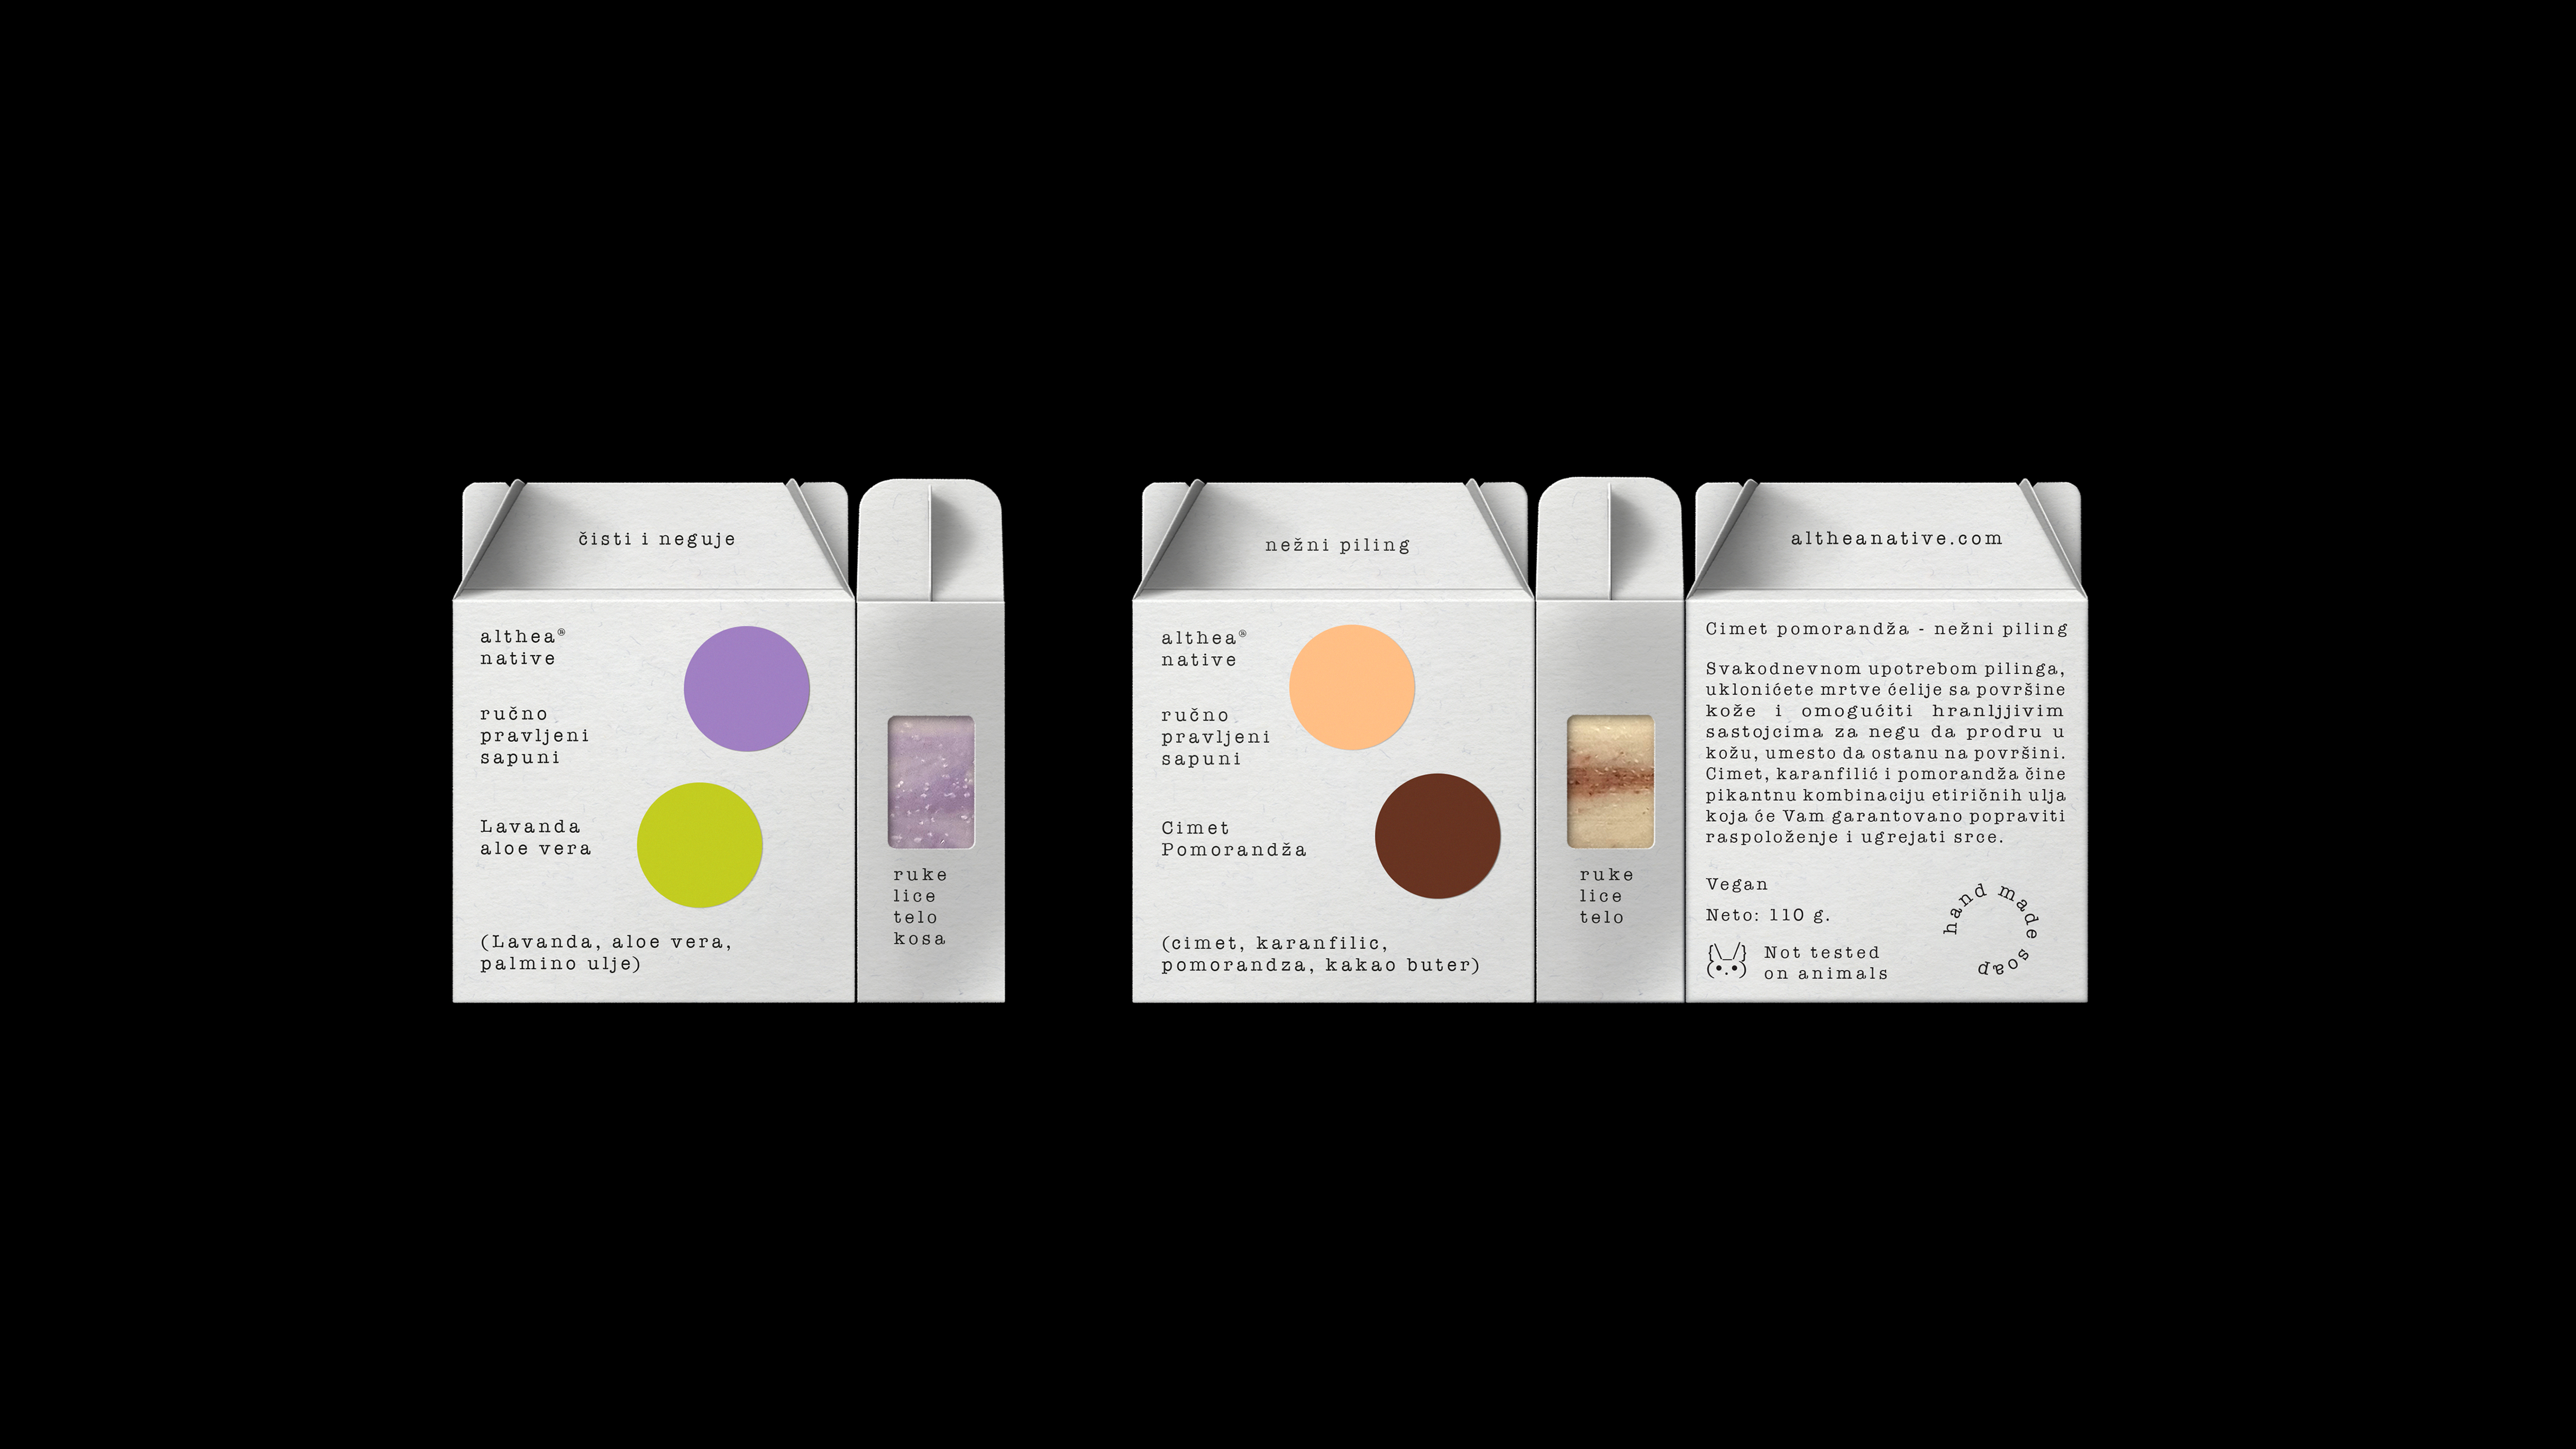 čisti i neguje
althea®
native
ručno
pravljeni
sapuni
Lavanda
aloe vera
(Lavanda, aloe vera,
palmino ulje)
ruke
lice
telo
kosa
nežni piling
althea®
native
ručno
pravljeni
sapuni
Cimet
Pomorandža
(cimet, karanfilic,
pomorandza, kakao buter)
ruke
lice
telo
altheanative.com
Cimet pomorandža - nežni piling
Svakodnevnom upotrebom pilinga,
uklonićete mrtve ćelije sa površine
kože i omogućiti hranljjivim
sastojcima za negu da prodru u
kožu, umesto da ostanu na površini.
Cimet, karanfilić i pomorandža čine
pikantnu kombinaciju etiričnih ulja
koja će Vam garantovano popraviti
raspoloženje i ugrejati srce.
Vegan
Neto: 110 g.
Not tested
on animals
hand made soap